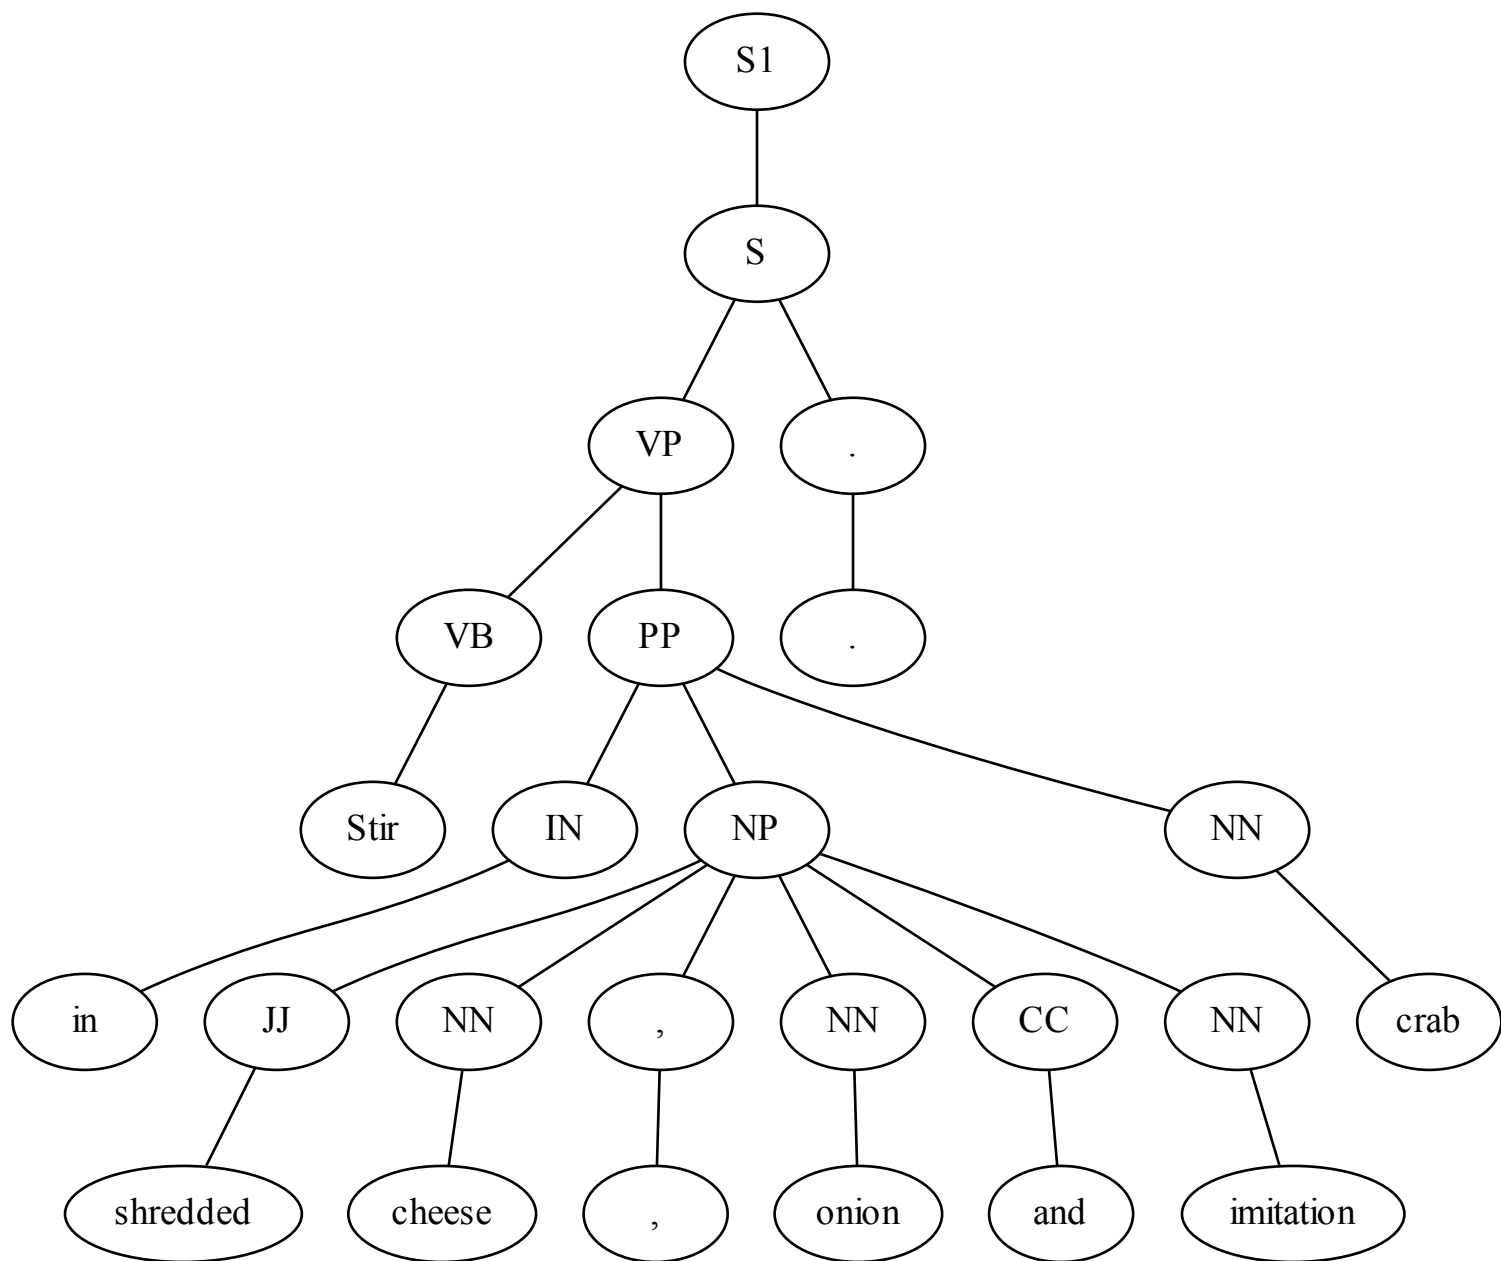 S1
S
VP .
VB PP .
Stir IN NP NN
in JJ NN , NN CC NN crab
shredded cheese , onion and imitation